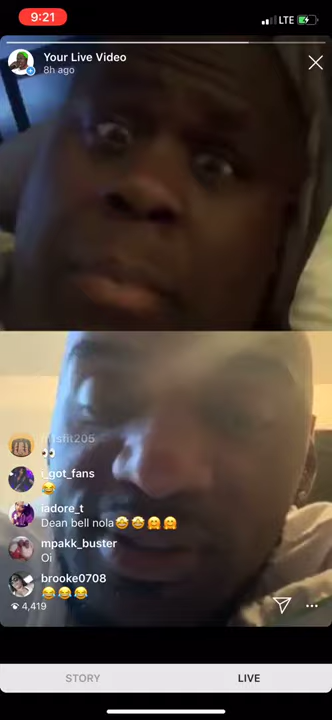 9:21
LTE
Your Live Video
8h ago
i_got_fans
iadore_t
Dean bell nola🤩🤩🤗🤗
mpakk_buster
Oi
brooke0708
😂😂😂
4,419
STORY
LIVE